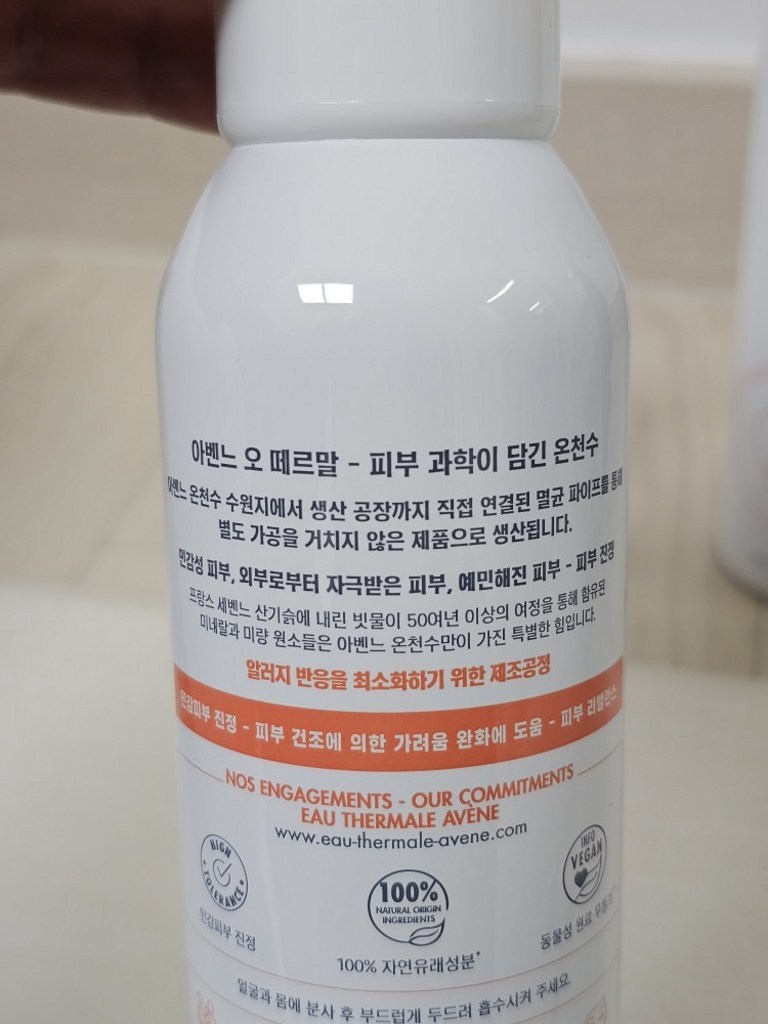 아벤느 오 떼르말 - 피부 과학이 담긴 온천수
아벤느 온천수 수원지에서 생산 공장까지 직접 연결된 멸균 파이프를 통해
별도 가공을 거치지 않은 제품으로 생산됩니다.
민감성 피부, 외부로부터 자극받은 피부, 예민해진 피부 - 피부 진정
프랑스 세벤느 산기슭에 내린 빗물이 50여년 이상의 여정을 통해 함유된
미네랄과 미량 원소들은 아벤느 온천수만이 가진 특별한 힘입니다.
알러지 반응을 최소화하기 위한 제조공정
민감피부 진정 - 피부 건조에 의한 가려움 완화에 도움 - 피부 리밸런스
NOS ENGAGEMENTS - OUR COMMITMENTS
EAU THERMALE AVÈNE
www.eau-thermale-avene.com
HIGH
TOLERANCE
민감피부 진정
100%
NATURAL ORIGIN
INGREDIENTS
100% 자연유래성분*
INFO
VEGAN
동물성 원료
얼굴과 몸에 분사 후 부드럽게 두드려 흡수시켜 주세요.